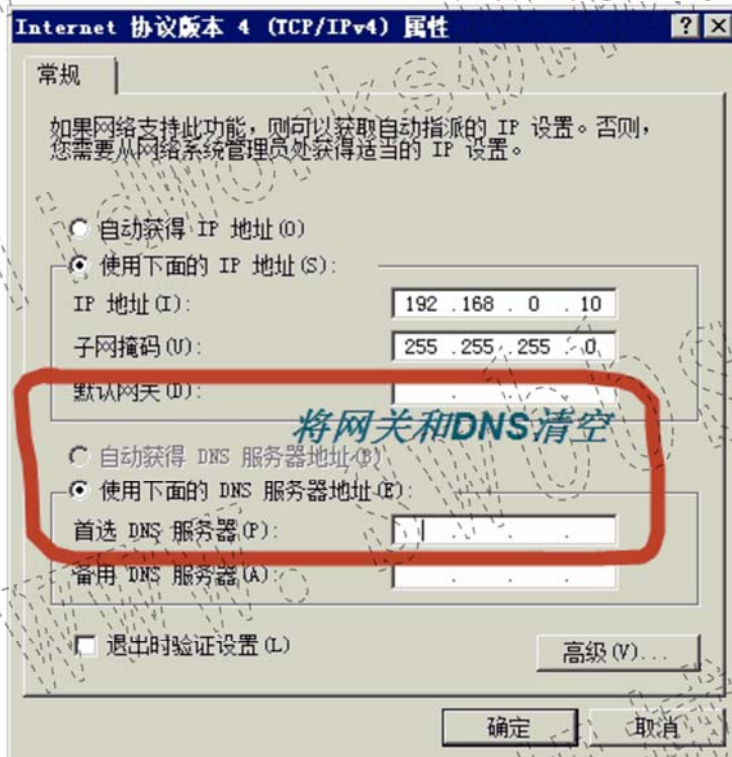 Internet 协议版本 4 (TCP/IPv4) 属性
常规
如果网络支持此功能，则可以获取自动指派的 IP 设置。否则，
您需要从网络系统管理员处获得适当的 IP 设置。
自动获得 IP 地址(O)
使用下面的 IP 地址(S):
IP 地址(I): 192 .168 . 0 . 10
子网掩码(U): 255 .255 .255 . 0
默认网关(D):
将网关和DNS清空
自动获得 DNS 服务器地址(B)
使用下面的 DNS 服务器地址(E):
首选 DNS 服务器(P):
备用 DNS 服务器(A):
退出时验证设置(L)
高级(V)...
确定
取消